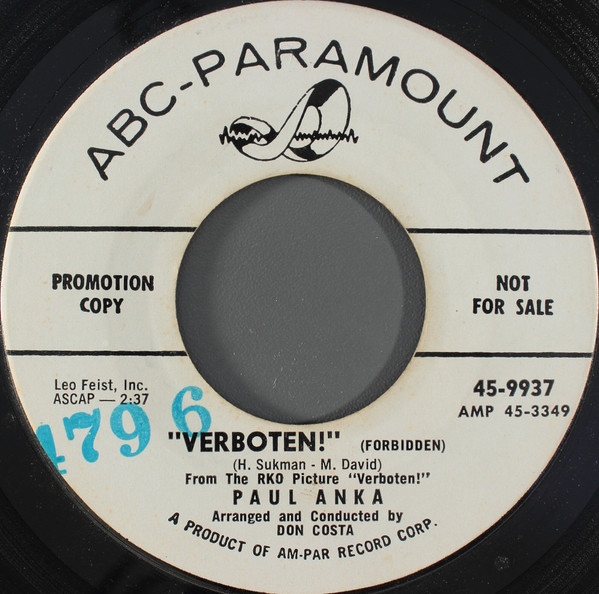 ABC-PARAMOUNT
PROMOTION
COPY
NOT
FOR SALE
Leo Feist, Inc.
ASCAP — 2:37
45-9937
AMP 45-3349
4796
"VERBOTEN!" (FORBIDDEN)
(H. Sukman - M. David)
From The RKO Picture "Verboten!"
PAUL ANKA
Arranged and Conducted by
DON COSTA
A PRODUCT OF AM-PAR RECORD CORP.